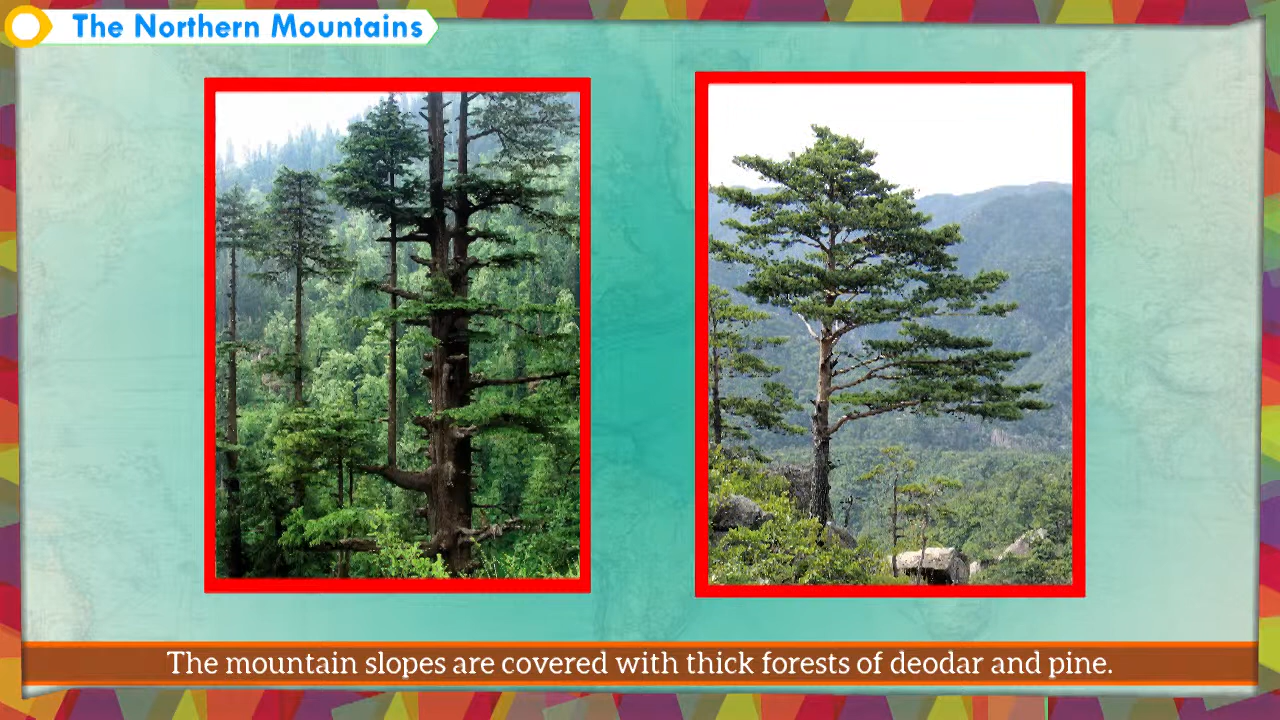 The Northern Mountains
The mountain slopes are covered with thick forests of deodar and pine.